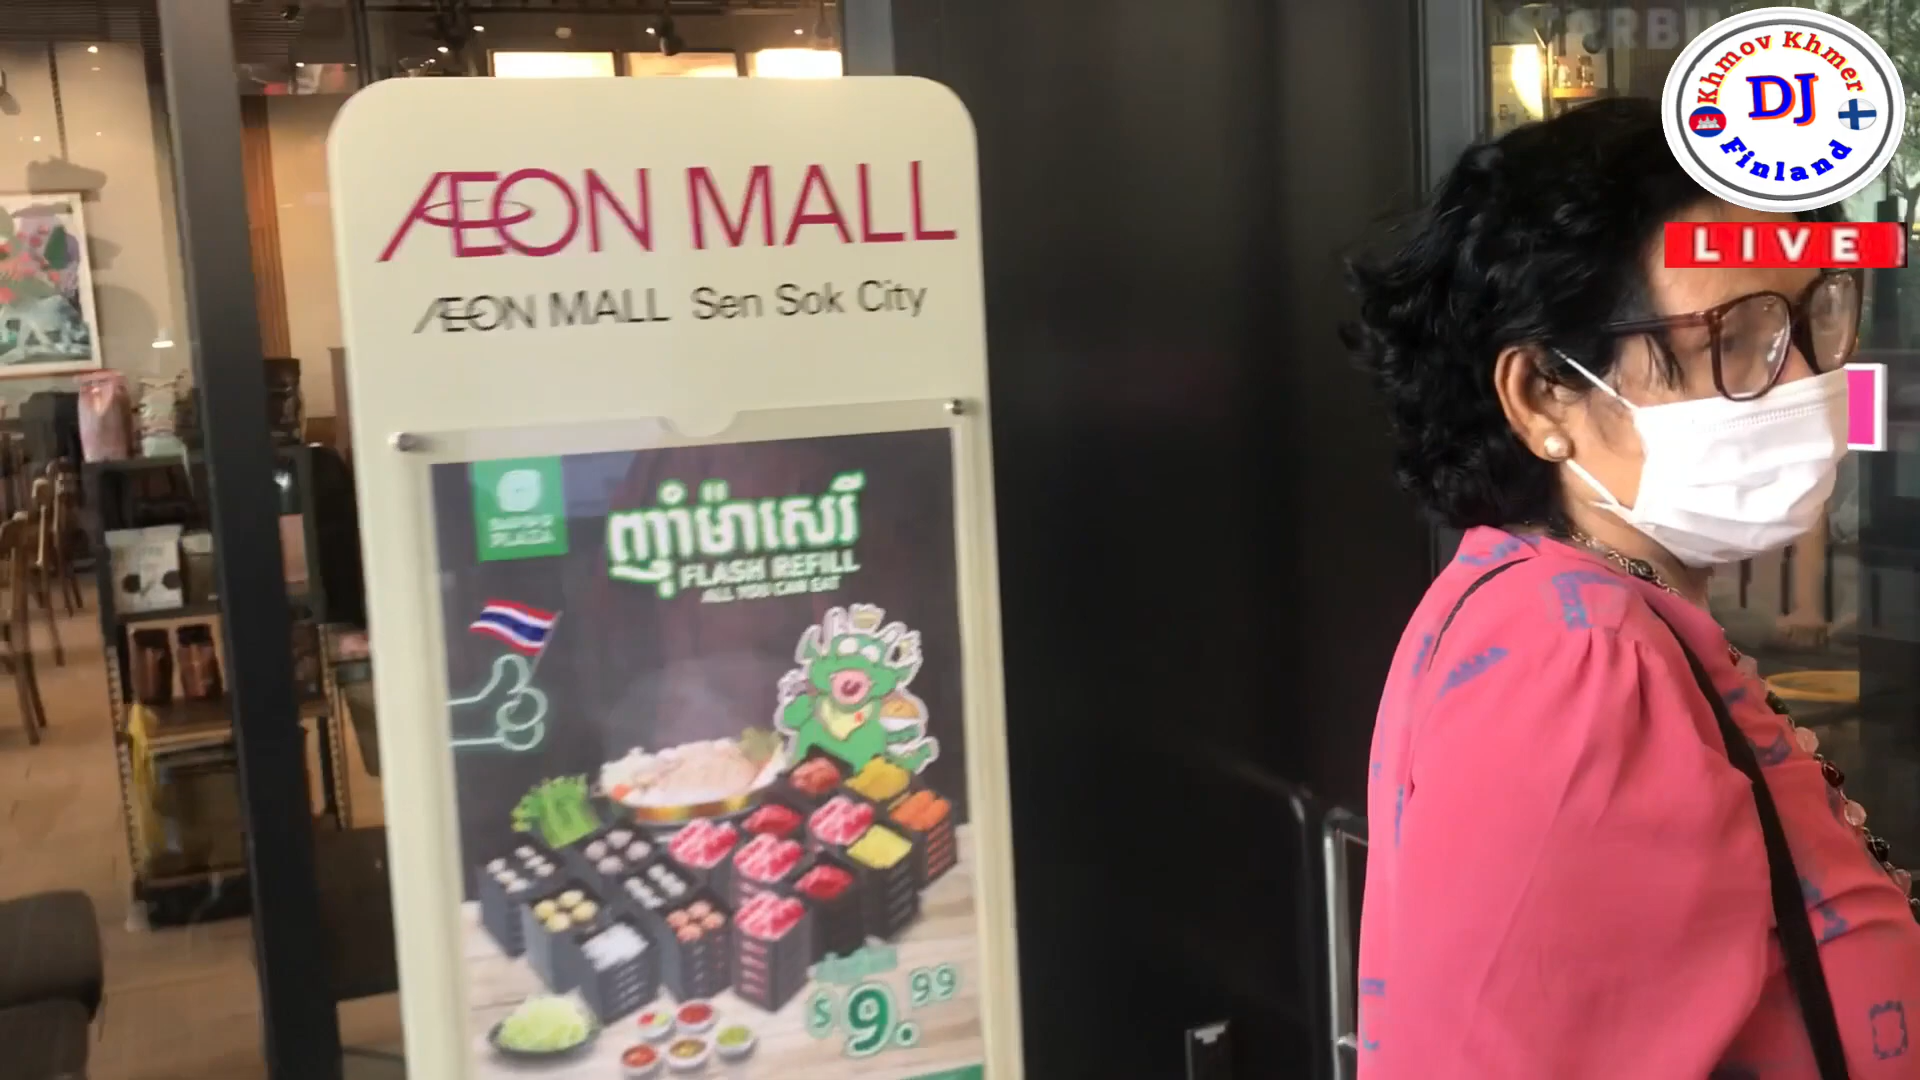 ÆON MALL
ÆON MALL Sen Sok City
PLAZA
ញ៉ាំម៉ាសេរី
FLASH REFILL
ALL YOU CAN EAT
$9.99
Khmov Khmer
DJ
Finland
LIVE